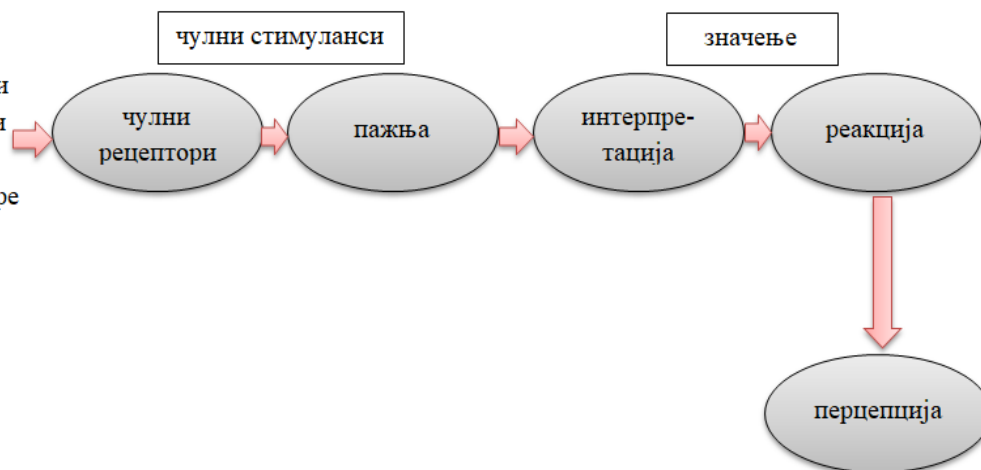 чулни стимуланси
значење
чулни
рецептори
пажња
интерпре-
тација
реакција
перцепција